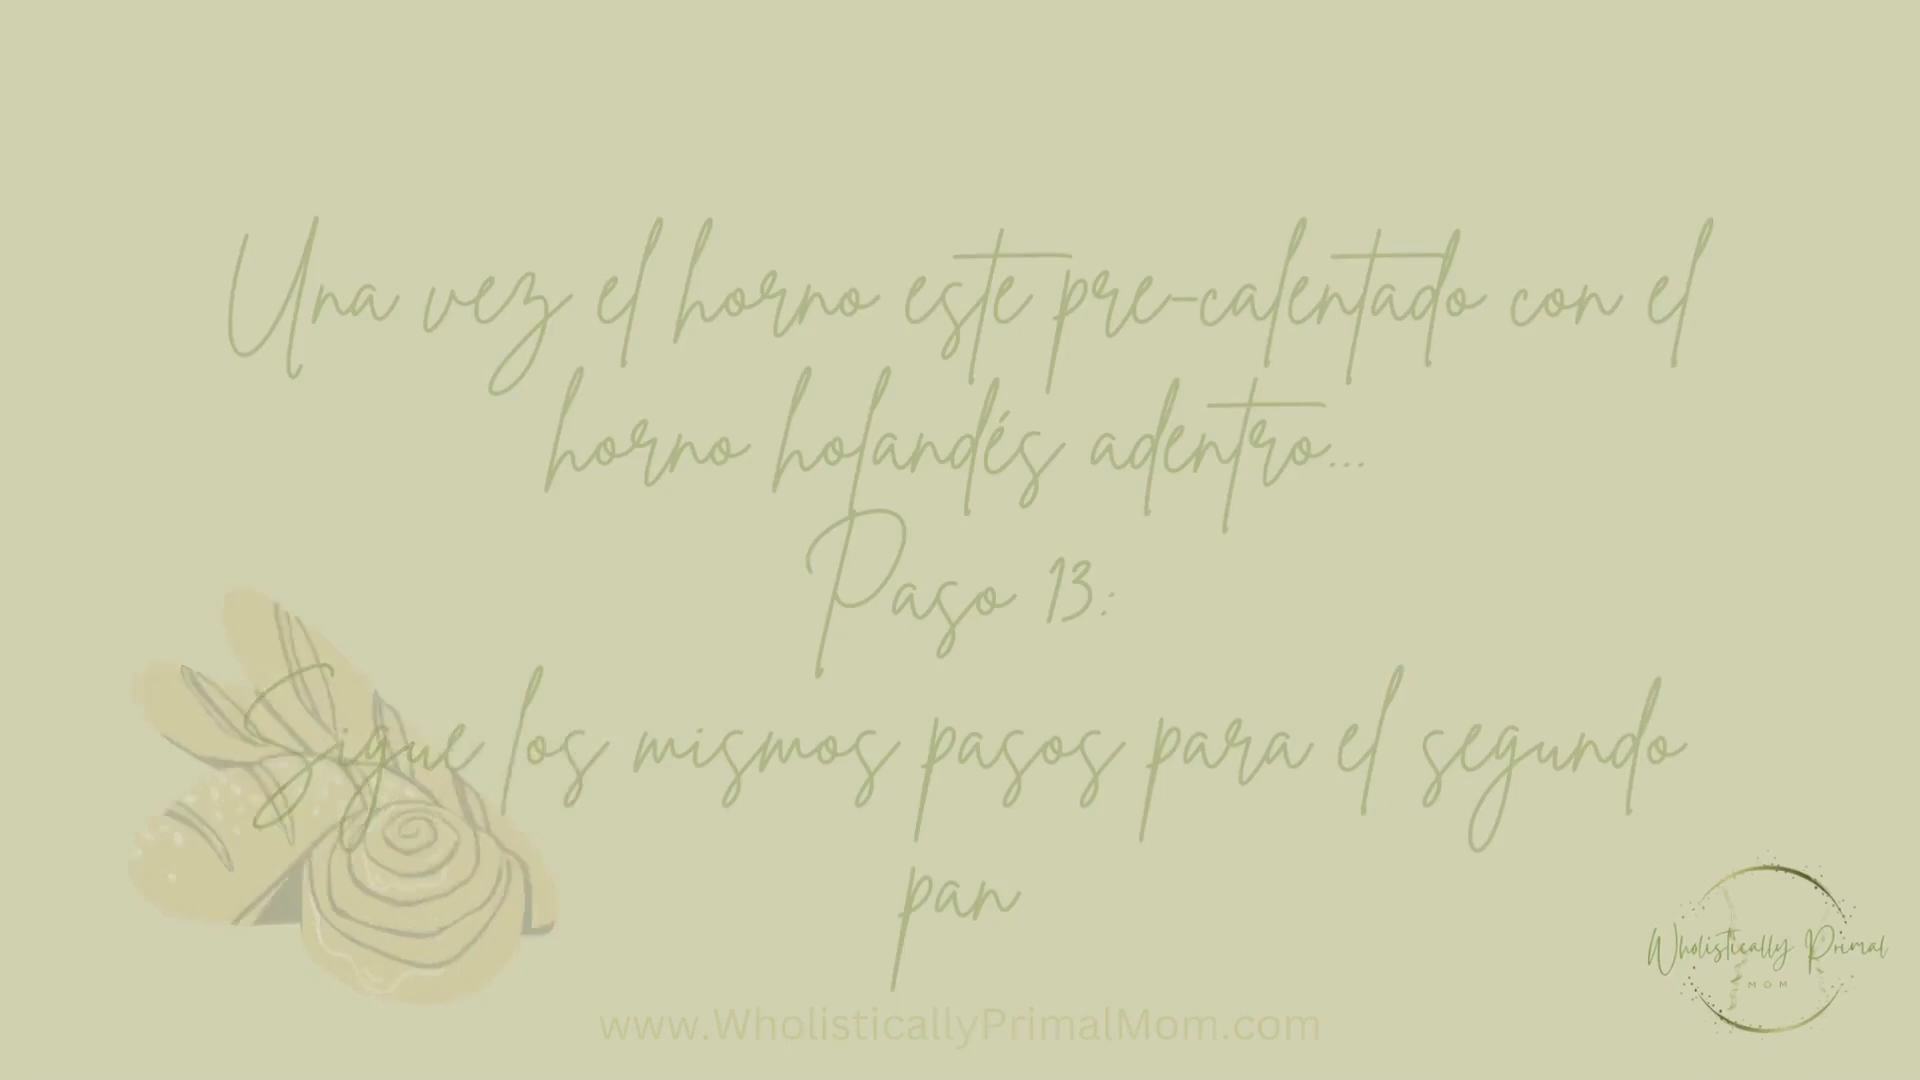 Una vez el horno este pre-calentado con el
horno holandés adentro...
Paso 13:
Sigue los mismos pasos para el segundo
pan
Wholistically Primal
MOM
www.WholisticallyPrimalMom.com